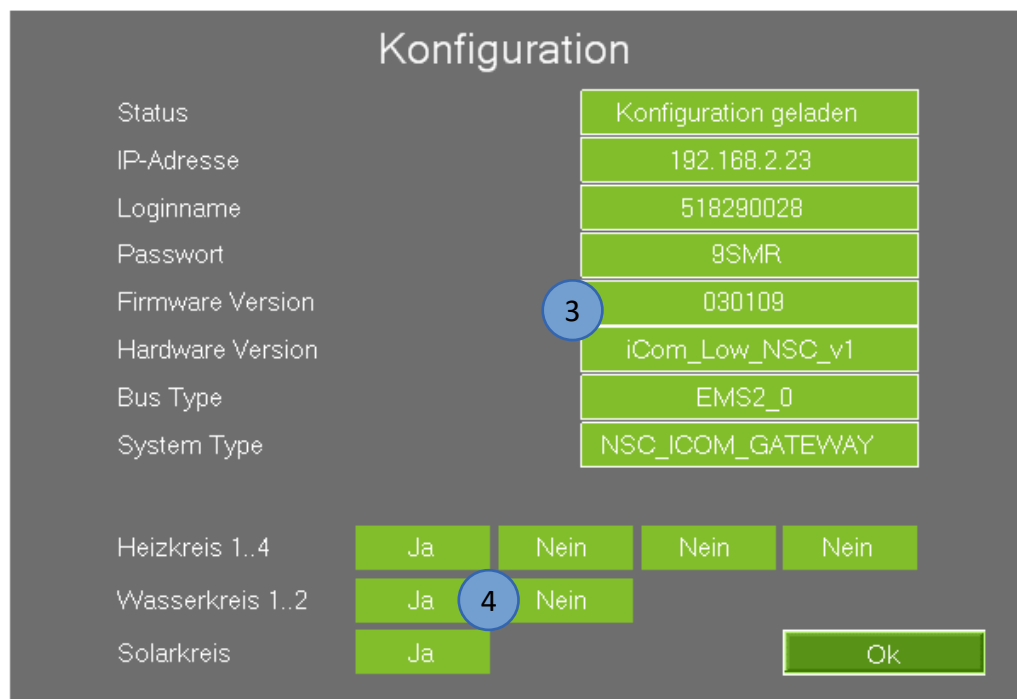 Konfiguration
Status Konfiguration geladen
IP-Adresse 192.168.2.23
Loginname 518290028
Passwort 9SMR
Firmware Version 3 030109
Hardware Version iCom_Low_NSC_v1
Bus Type EMS2_0
System Type NSC_ICOM_GATEWAY
Heizkreis 1..4 Ja Nein Nein Nein
Wasserkreis 1..2 Ja 4 Nein
Solarkreis Ja Ok